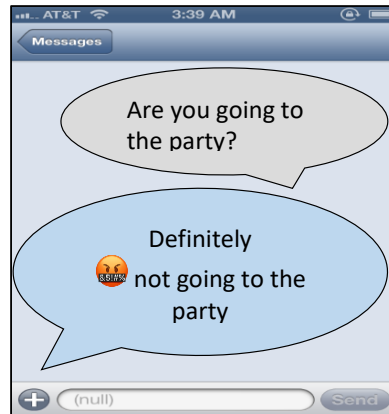 AT&T 3:39 AM
Messages
Are you going to
the party?
Definitely
🤬 not going to the
party
(null) Send